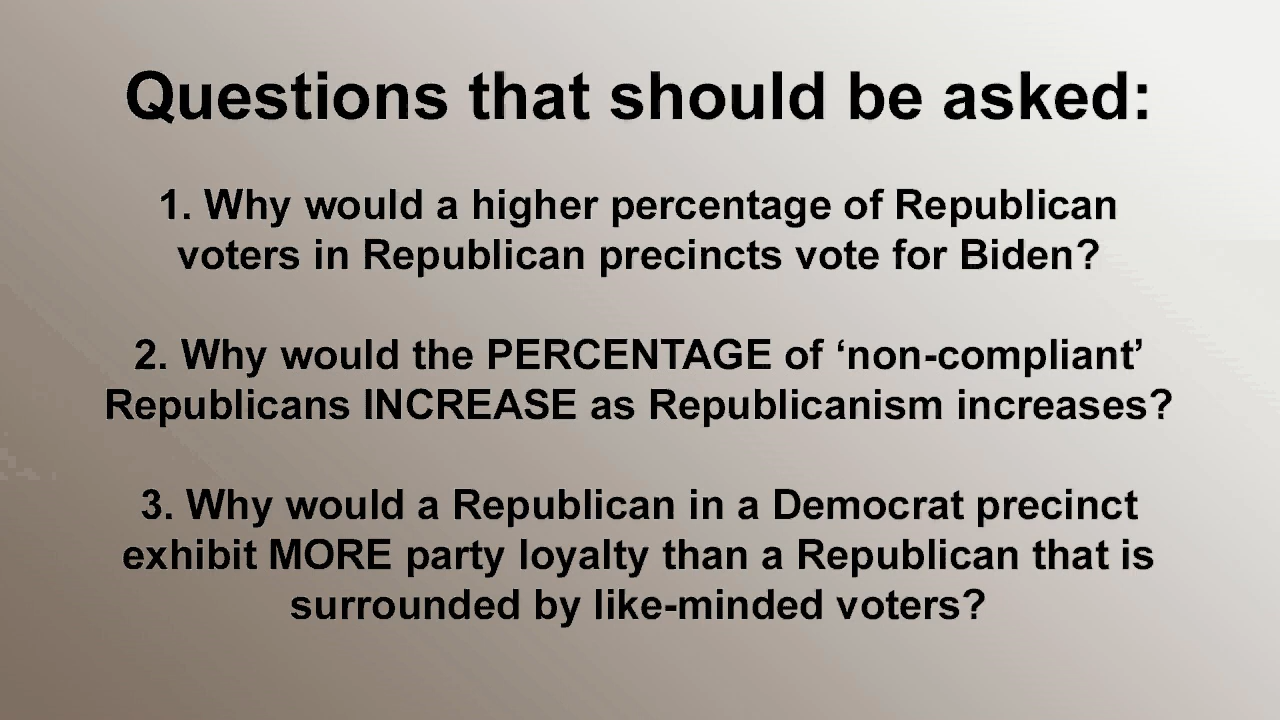 Questions that should be asked:
1. Why would a higher percentage of Republican
voters in Republican precincts vote for Biden?
2. Why would the PERCENTAGE of ‘non-compliant’
Republicans INCREASE as Republicanism increases?
3. Why would a Republican in a Democrat precinct
exhibit MORE party loyalty than a Republican that is
surrounded by like-minded voters?